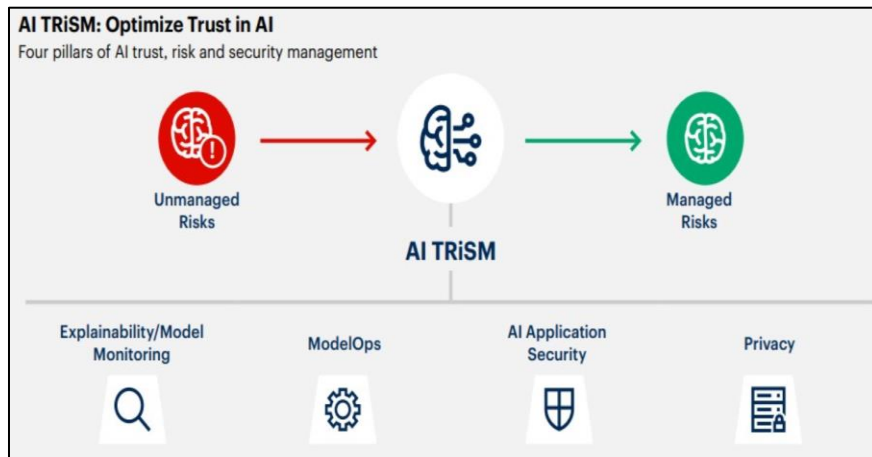 AI TRiSM: Optimize Trust in AI
Four pillars of AI trust, risk and security management
Unmanaged
Risks
Managed
Risks
AI TRiSM
Explainability/Model
Monitoring
ModelOps
AI Application
Security
Privacy